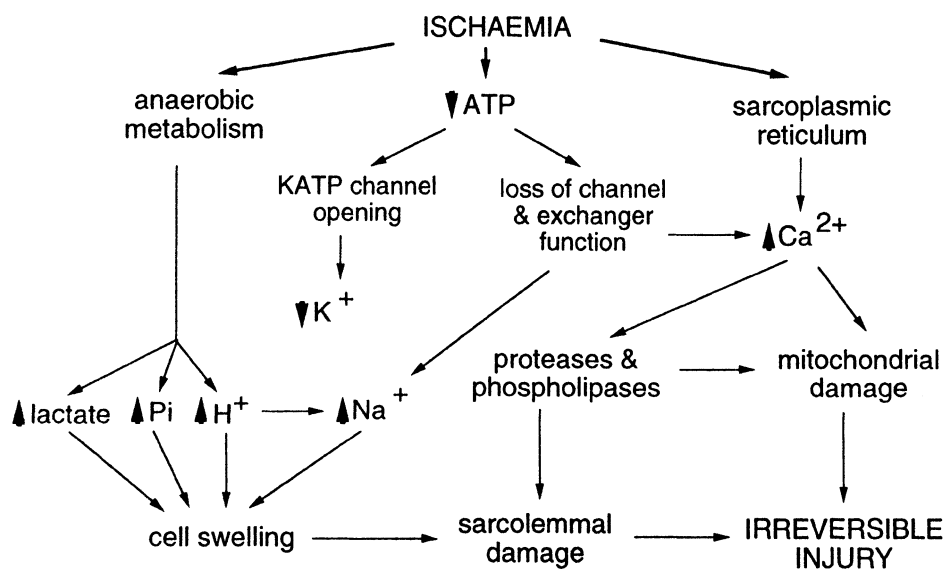 ISCHAEMIA
anaerobic
metabolism
ATP
sarcoplasmic
reticulum
KATP channel
opening
loss of channel
& exchanger
function
Ca2+
K+
proteases &
phospholipases
mitochondrial
damage
lactate
Pi
H+
Na+
cell swelling
sarcolemmal
damage
IRREVERSIBLE
INJURY